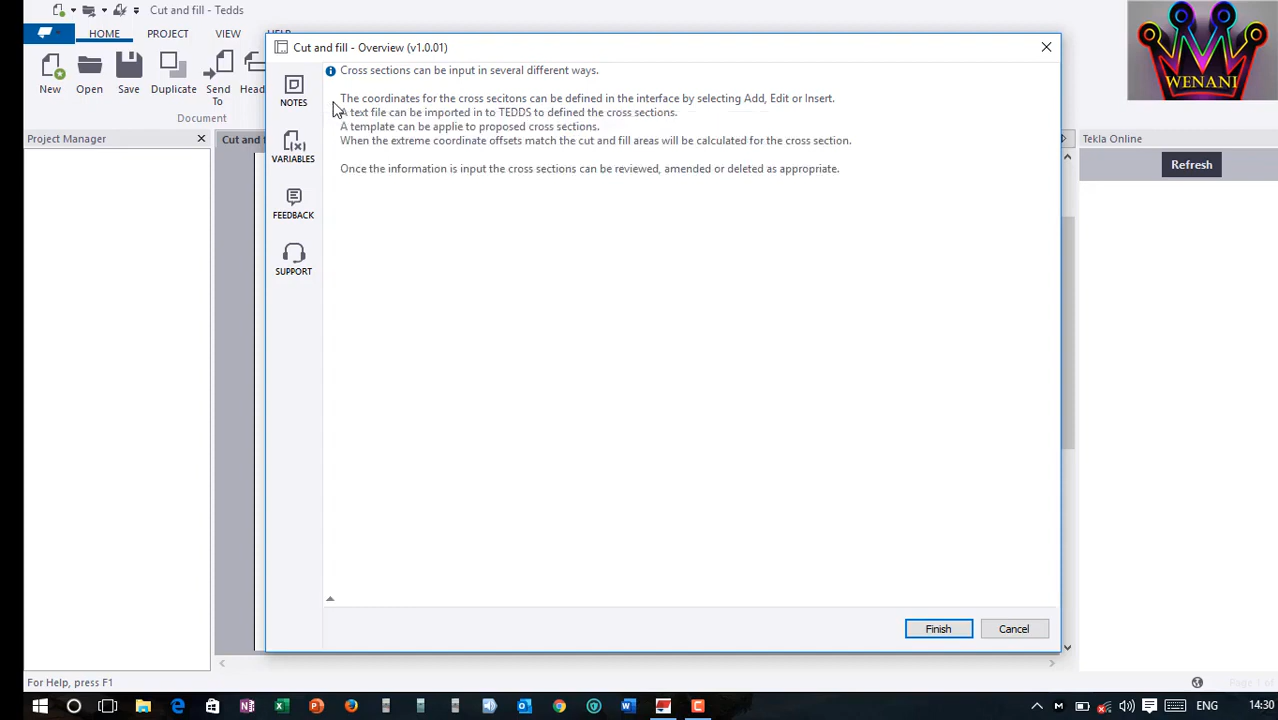 Cut and fill - Tedds
HOME
PROJECT
VIEW
HELP
New
Open
Save
Duplicate
Send To
Document
WENANI
Project Manager
Tekla Online
Refresh
Cut and fill - Overview (v1.0.01)
NOTES
VARIABLES
FEEDBACK
SUPPORT
Cross sections can be input in several different ways.
The coordinates for the cross secitons can be defined in the interface by selecting Add, Edit or Insert.
A text file can be imported in to TEDDS to defined the cross sections.
A template can be applie to proposed cross sections.
When the extreme coordinate offsets match the cut and fill areas will be calculated for the cross section.
Once the information is input the cross sections can be reviewed, amended or deleted as appropriate.
Finish
Cancel
For Help, press F1
Page 1 of
ENG
14:30